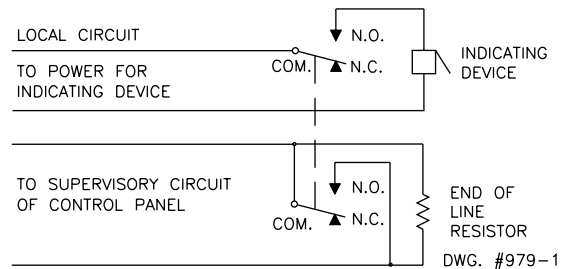 LOCAL CIRCUIT
N.O.
COM.
N.C.
INDICATING
DEVICE
TO POWER FOR
INDICATING DEVICE
TO SUPERVISORY CIRCUIT
OF CONTROL PANEL
N.O.
COM.
N.C.
END OF
LINE
RESISTOR
DWG. #979-1